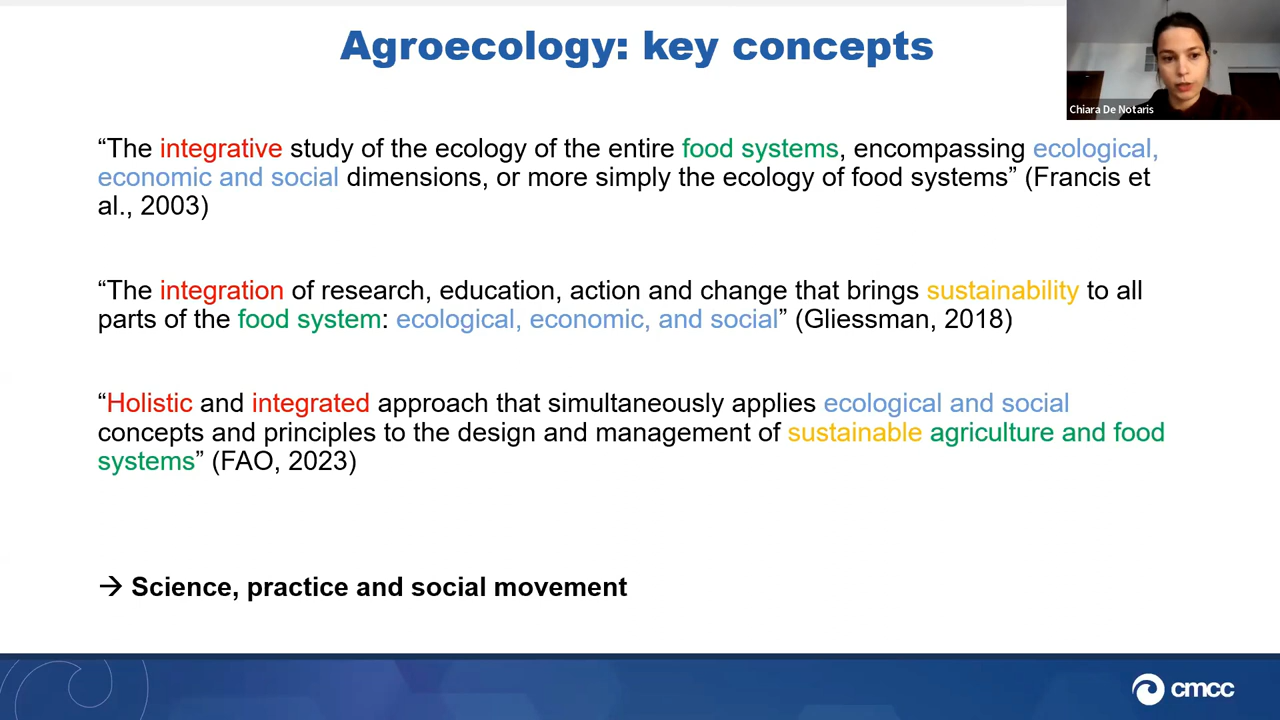 Agroecology: key concepts
Chiara De Notaris
“The integrative study of the ecology of the entire food systems, encompassing ecological,
economic and social dimensions, or more simply the ecology of food systems” (Francis et
al., 2003)
“The integration of research, education, action and change that brings sustainability to all
parts of the food system: ecological, economic, and social” (Gliessman, 2018)
“Holistic and integrated approach that simultaneously applies ecological and social
concepts and principles to the design and management of sustainable agriculture and food
systems” (FAO, 2023)
→ Science, practice and social movement
cmcc